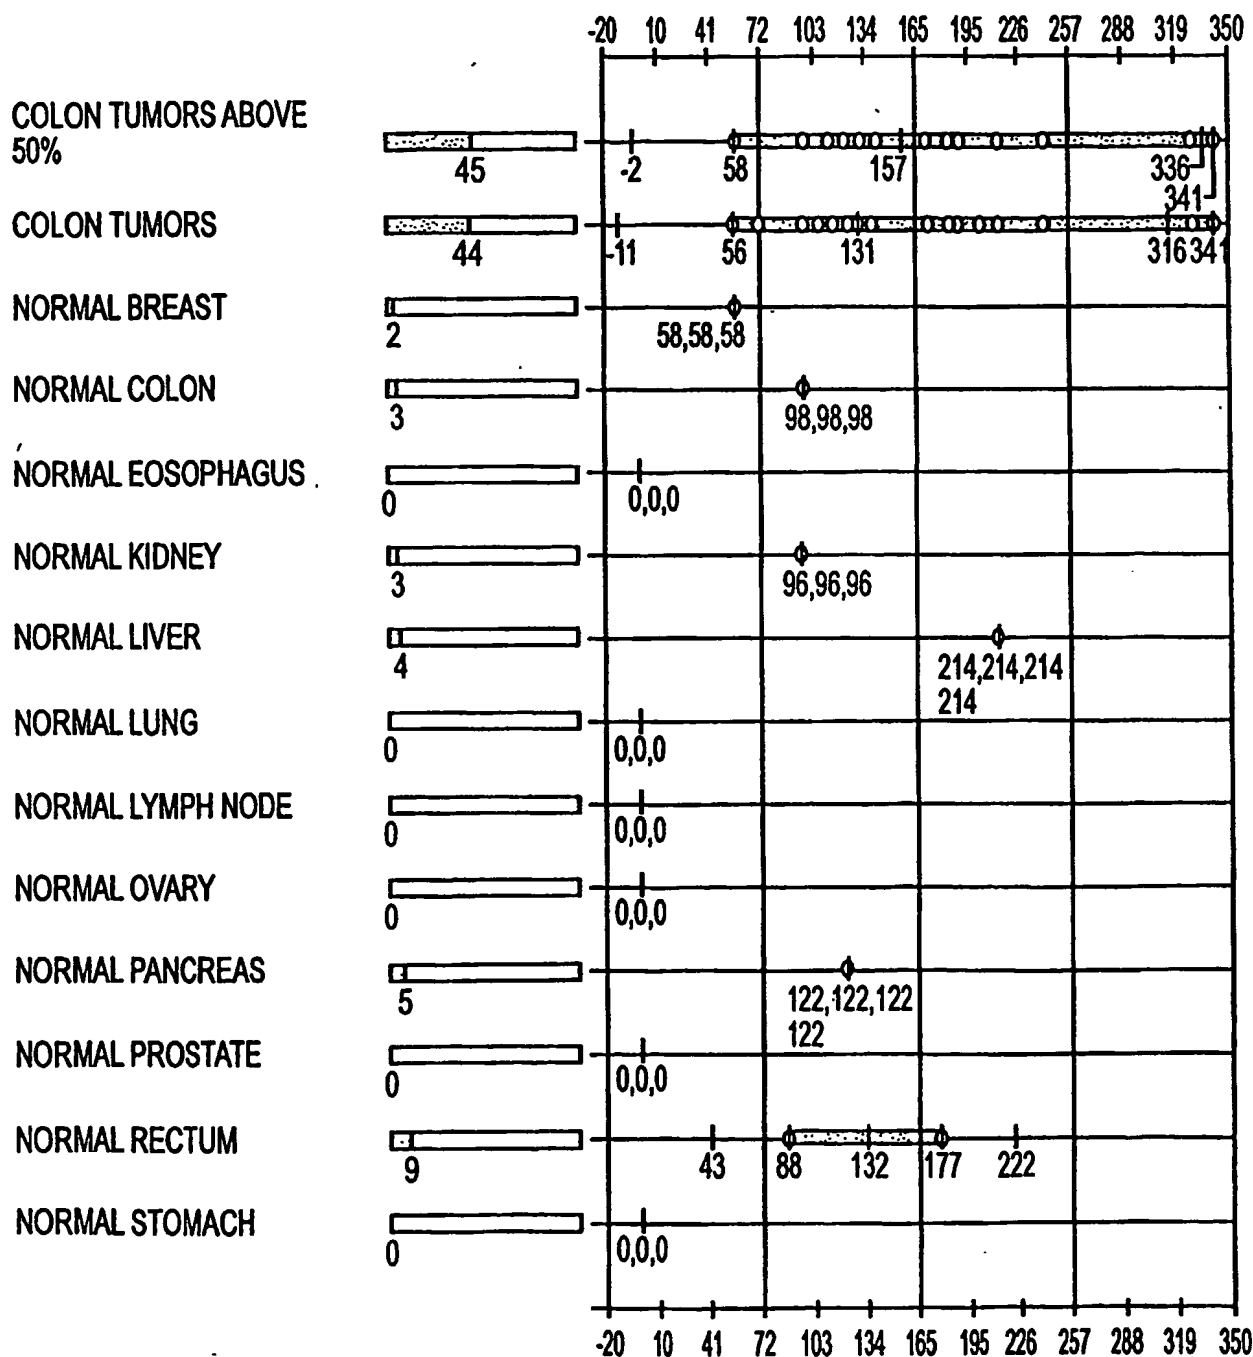 -20 10 41 72 103 134 165 195 226 257 288 319 350
COLON TUMORS ABOVE
50%
45 -2 58 157 336
341
COLON TUMORS
44 -11 56 131 316 341
NORMAL BREAST
2 58,58,58
NORMAL COLON
3 98,98,98
NORMAL EOSOPHAGUS
0 0,0,0
NORMAL KIDNEY
3 96,96,96
NORMAL LIVER
4 214,214,214
214
NORMAL LUNG
0 0,0,0
NORMAL LYMPH NODE
0 0,0,0
NORMAL OVARY
0 0,0,0
NORMAL PANCREAS
5 122,122,122
122
NORMAL PROSTATE
0 0,0,0
NORMAL RECTUM
9 43 88 132 177 222
NORMAL STOMACH
0 0,0,0
-20 10 41 72 103 134 165 195 226 257 288 319 350